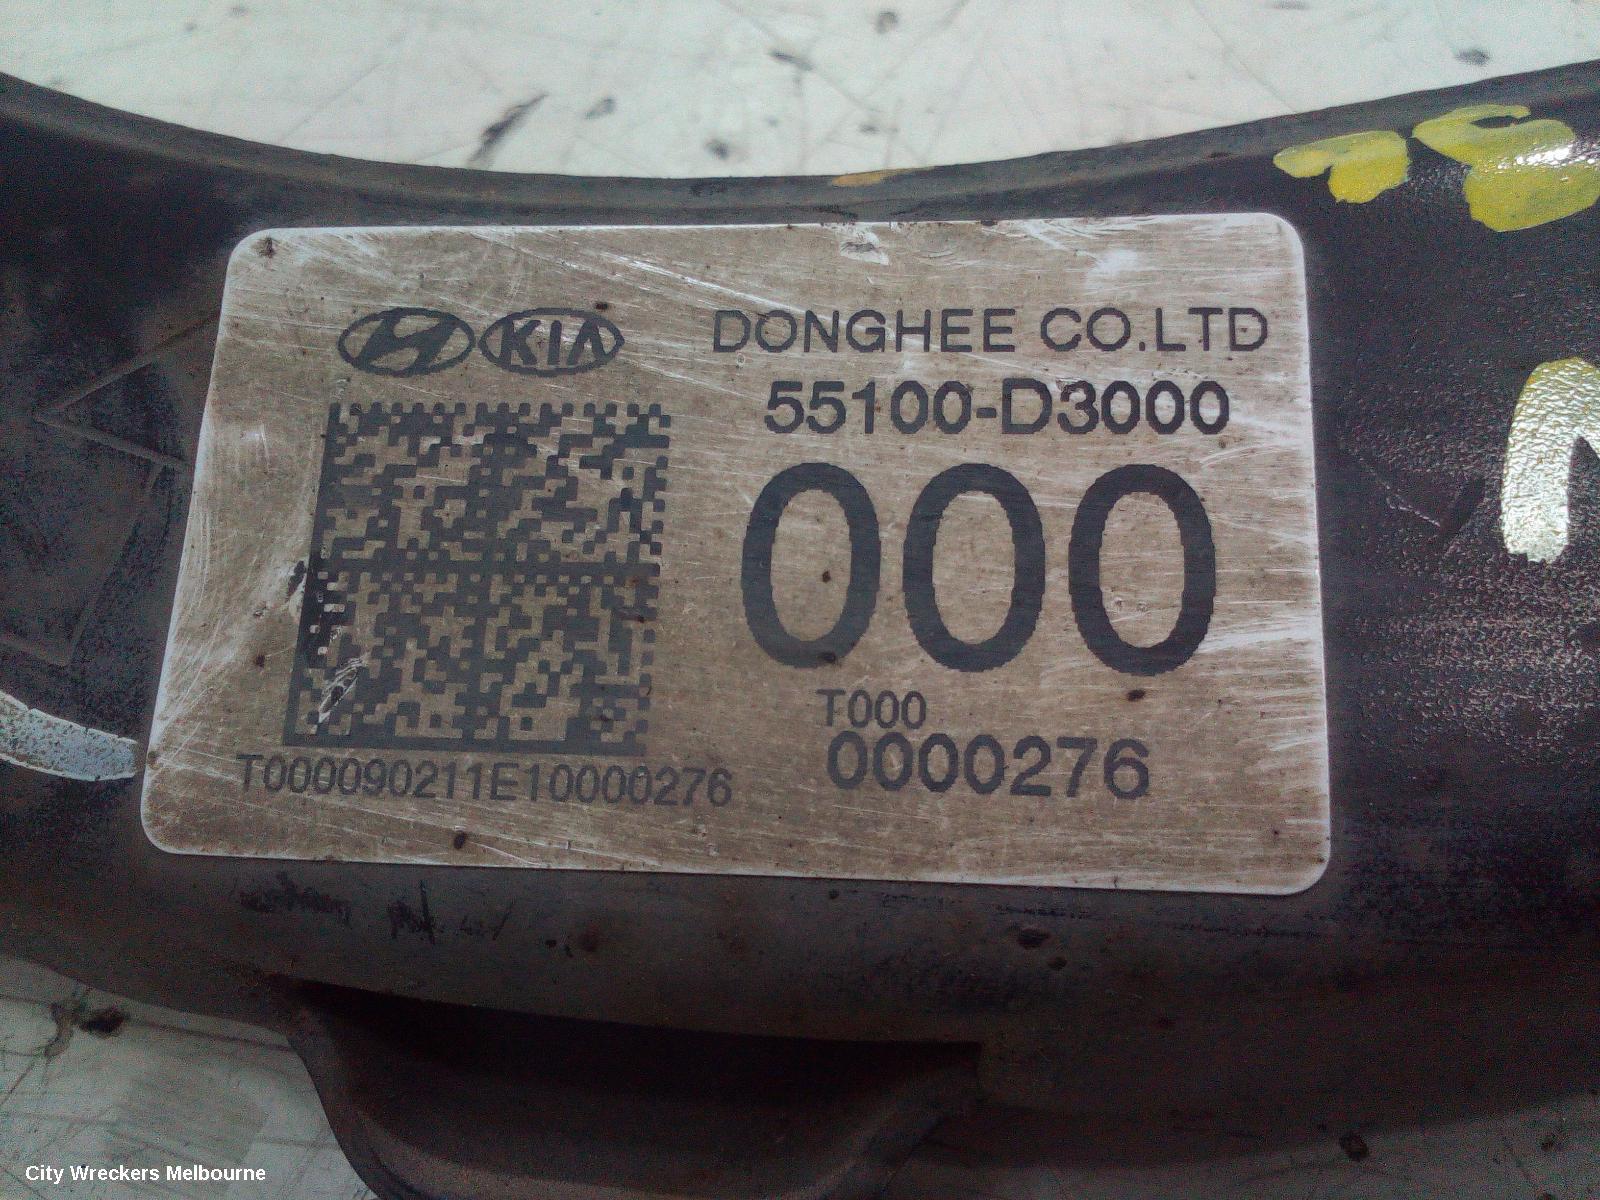 KIA
DONGHEE CO.LTD
55100-D3000
000
T000
0000276
T000090211E10000276
City Wreckers Melbourne